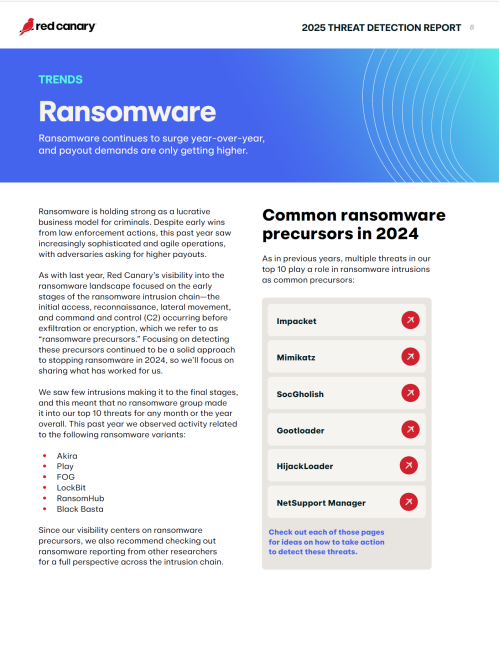 red canary
2025 THREAT DETECTION REPORT 6
TRENDS
Ransomware
Ransomware continues to surge year-over-year,
and payout demands are only getting higher.
Ransomware is holding strong as a lucrative
business model for criminals. Despite early wins
from law enforcement actions, this past year saw
increasingly sophisticated and agile operations,
with adversaries asking for higher payouts.
As with last year, Red Canary’s visibility into the
ransomware landscape focused on the early
stages of the ransomware intrusion chain—the
initial access, reconnaissance, lateral movement,
and command and control (C2) occurring before
exfiltration or encryption, which we refer to as
“ransomware precursors.” Focusing on detecting
these precursors continued to be a solid approach
to stopping ransomware in 2024, so we’ll focus on
sharing what has worked for us.
We saw few intrusions making it to the final stages,
and this meant that no ransomware group made
it into our top 10 threats for any month or the year
overall. This past year we observed activity related
to the following ransomware variants:
• Akira
• Play
• FOG
• LockBit
• RansomHub
• Black Basta
Since our visibility centers on ransomware
precursors, we also recommend checking out
ransomware reporting from other researchers
for a full perspective across the intrusion chain.
Common ransomware
precursors in 2024
As in previous years, multiple threats in our
top 10 play a role in ransomware intrusions
as common precursors:
Impacket
Mimikatz
SocGholish
Gootloader
HijackLoader
NetSupport Manager
Check out each of those pages
for ideas on how to take action
to detect these threats.